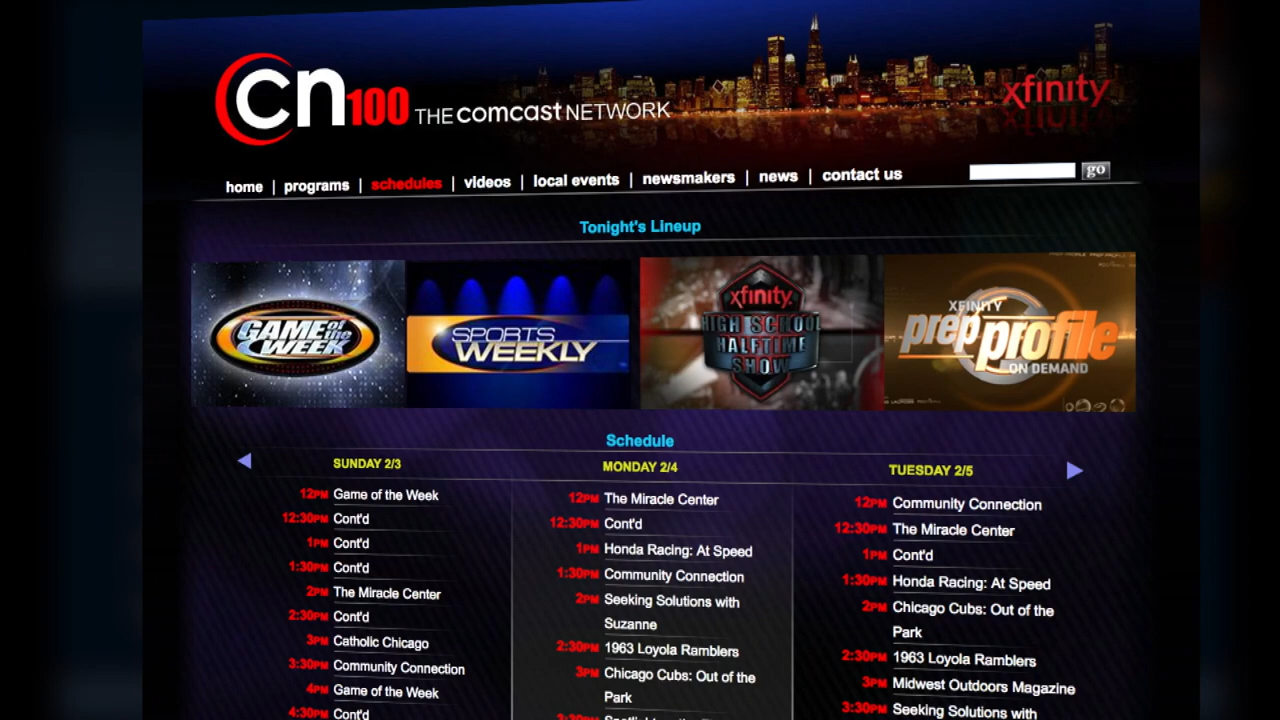 cn100 THE comcast NETWORK
xfinity
home | programs | schedules | videos | local events | newsmakers | news | contact us
go
Tonight's Lineup
GAME of the WEEK
SPORTS WEEKLY
xfinity HIGH SCHOOL HALFTIME SHOW
XFINITY prep profile ON DEMAND
Schedule
SUNDAY 2/3
12PM Game of the Week
12:30PM Cont'd
1PM Cont'd
1:30PM Cont'd
2PM The Miracle Center
2:30PM Cont'd
3PM Catholic Chicago
3:30PM Community Connection
4PM Game of the Week
4:30PM Cont'd
MONDAY 2/4
12PM The Miracle Center
12:30PM Cont'd
1PM Honda Racing: At Speed
1:30PM Community Connection
2PM Seeking Solutions with
Suzanne
2:30PM 1963 Loyola Ramblers
3PM Chicago Cubs: Out of the
Park
TUESDAY 2/5
12PM Community Connection
12:30PM The Miracle Center
1PM Cont'd
1:30PM Honda Racing: At Speed
2PM Chicago Cubs: Out of the
Park
2:30PM 1963 Loyola Ramblers
3PM Midwest Outdoors Magazine
3:30PM Seeking Solutions with